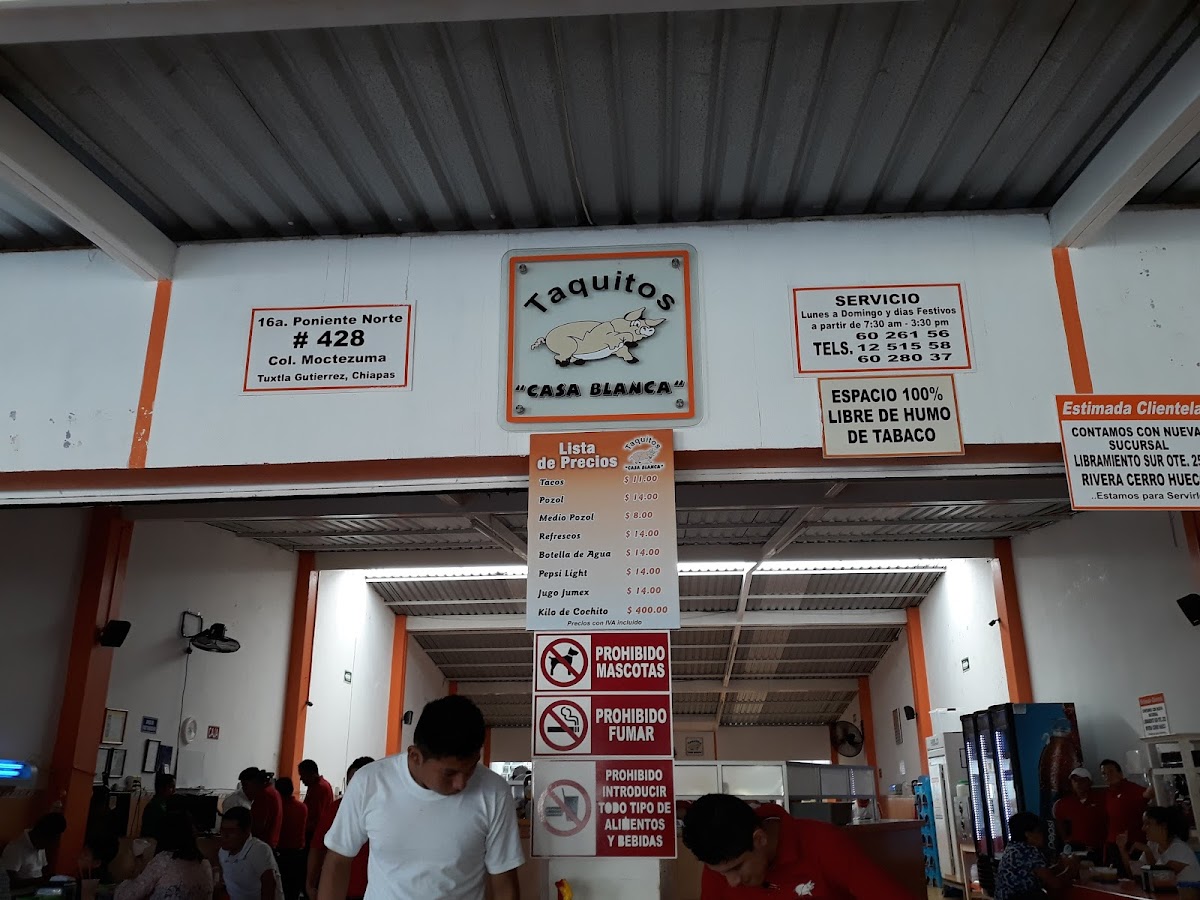 16a. Poniente Norte
# 428
Col. Moctezuma
Tuxtla Gutierrez, Chiapas
Taquitos
"CASA BLANCA"
SERVICIO
Lunes a Domingo y dias Festivos
a partir de 7:30 am - 3:30 pm
60 261 56
TELS. 12 515 58
60 280 37
ESPACIO 100%
LIBRE DE HUMO
DE TABACO
Estimada Clientela
CONTAMOS CON NUEVA
SUCURSAL
LIBRAMIENTO SUR OTE. 25
RIVERA CERRO HUEC
..Estamos para Servirle
Lista
de Precios
Taquitos
"CASA BLANCA"
Tacos $ 11.00
Pozol $ 14.00
Medio Pozol $ 8.00
Refrescos $ 14.00
Botella de Agua $ 14.00
Pepsi Light $ 14.00
Jugo Jumex $ 14.00
Kilo de Cochito $ 400.00
Precios con IVA incluido
PROHIBIDO
MASCOTAS
PROHIBIDO
FUMAR
PROHIBIDO
INTRODUCIR
TODO TIPO DE
ALIMENTOS
Y BEBIDAS